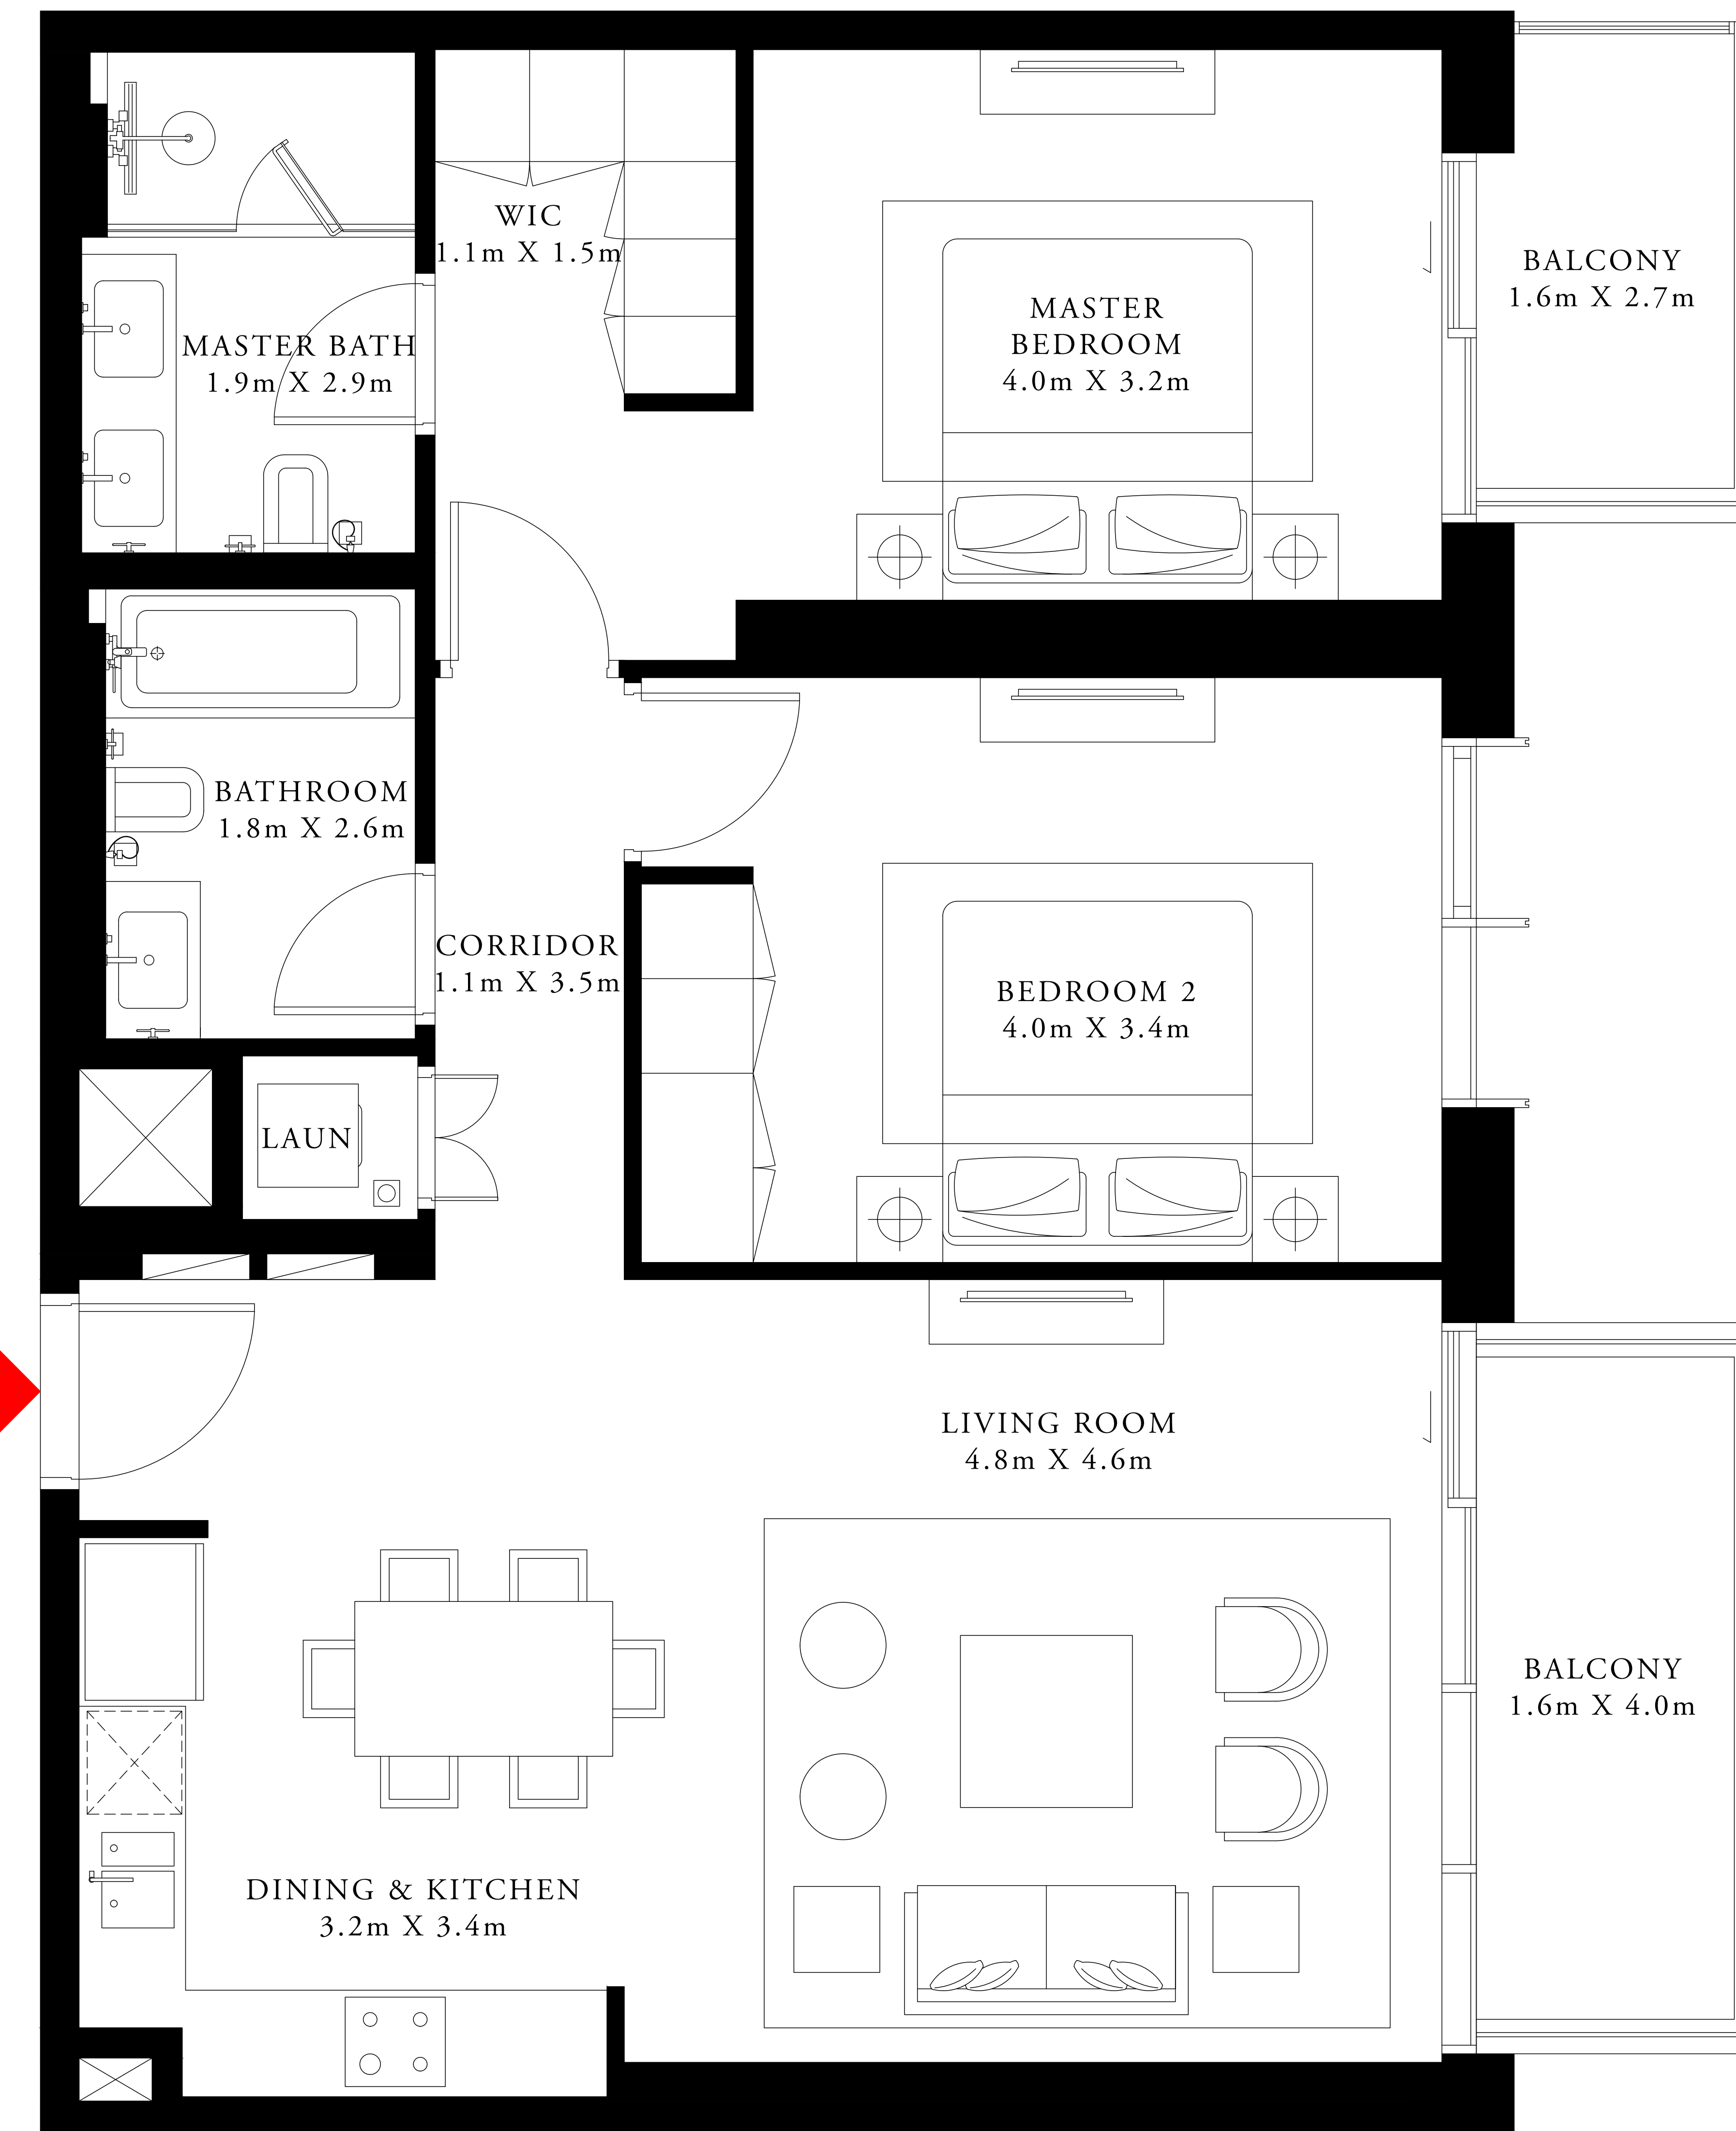 WIC
1.1m X 1.5m
BALCONY
1.6m X 2.7m
MASTER
BEDROOM
4.0m X 3.2m
MASTER BATH
1.9m X 2.9m
BATHROOM
1.8m X 2.6m
CORRIDOR
1.1m X 3.5m
BEDROOM 2
4.0m X 3.4m
LAUN
LIVING ROOM
4.8m X 4.6m
BALCONY
1.6m X 4.0m
DINING & KITCHEN
3.2m X 3.4m